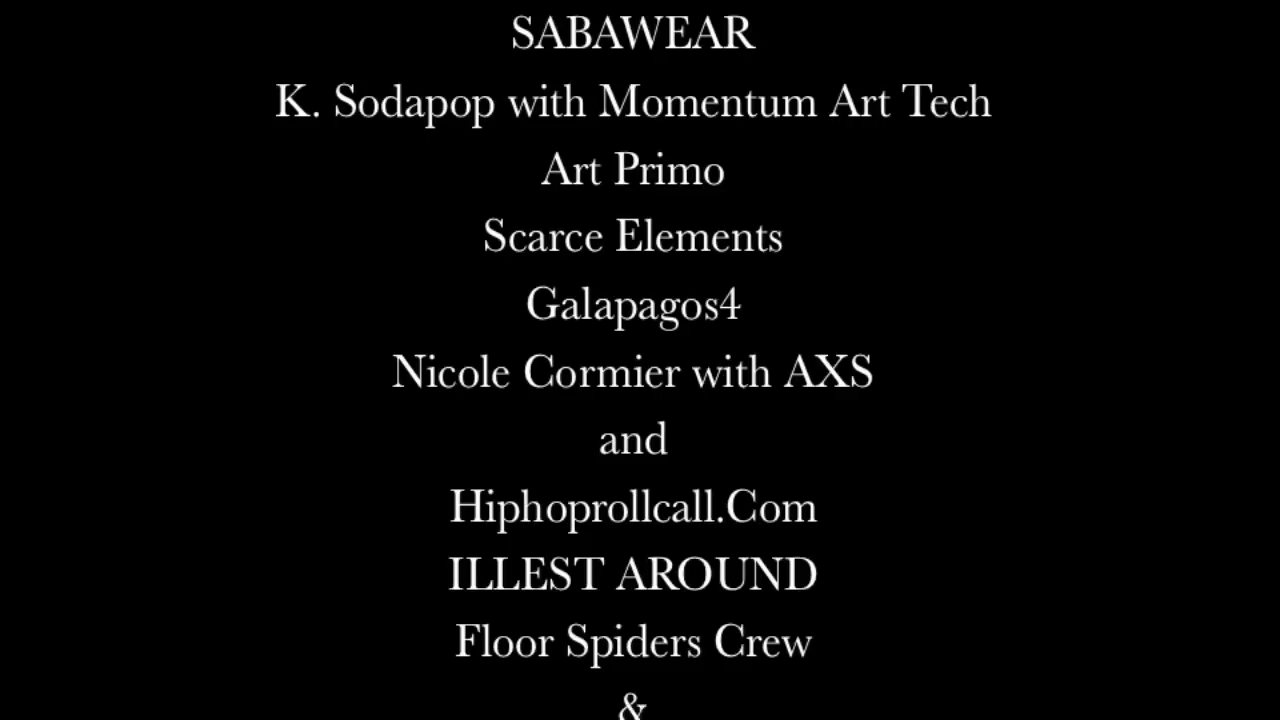 SABAWEAR
K. Sodapop with Momentum Art Tech
Art Primo
Scarce Elements
Galapagos4
Nicole Cormier with AXS
and
Hiphoprollcall.Com
ILLEST AROUND
Floor Spiders Crew
&